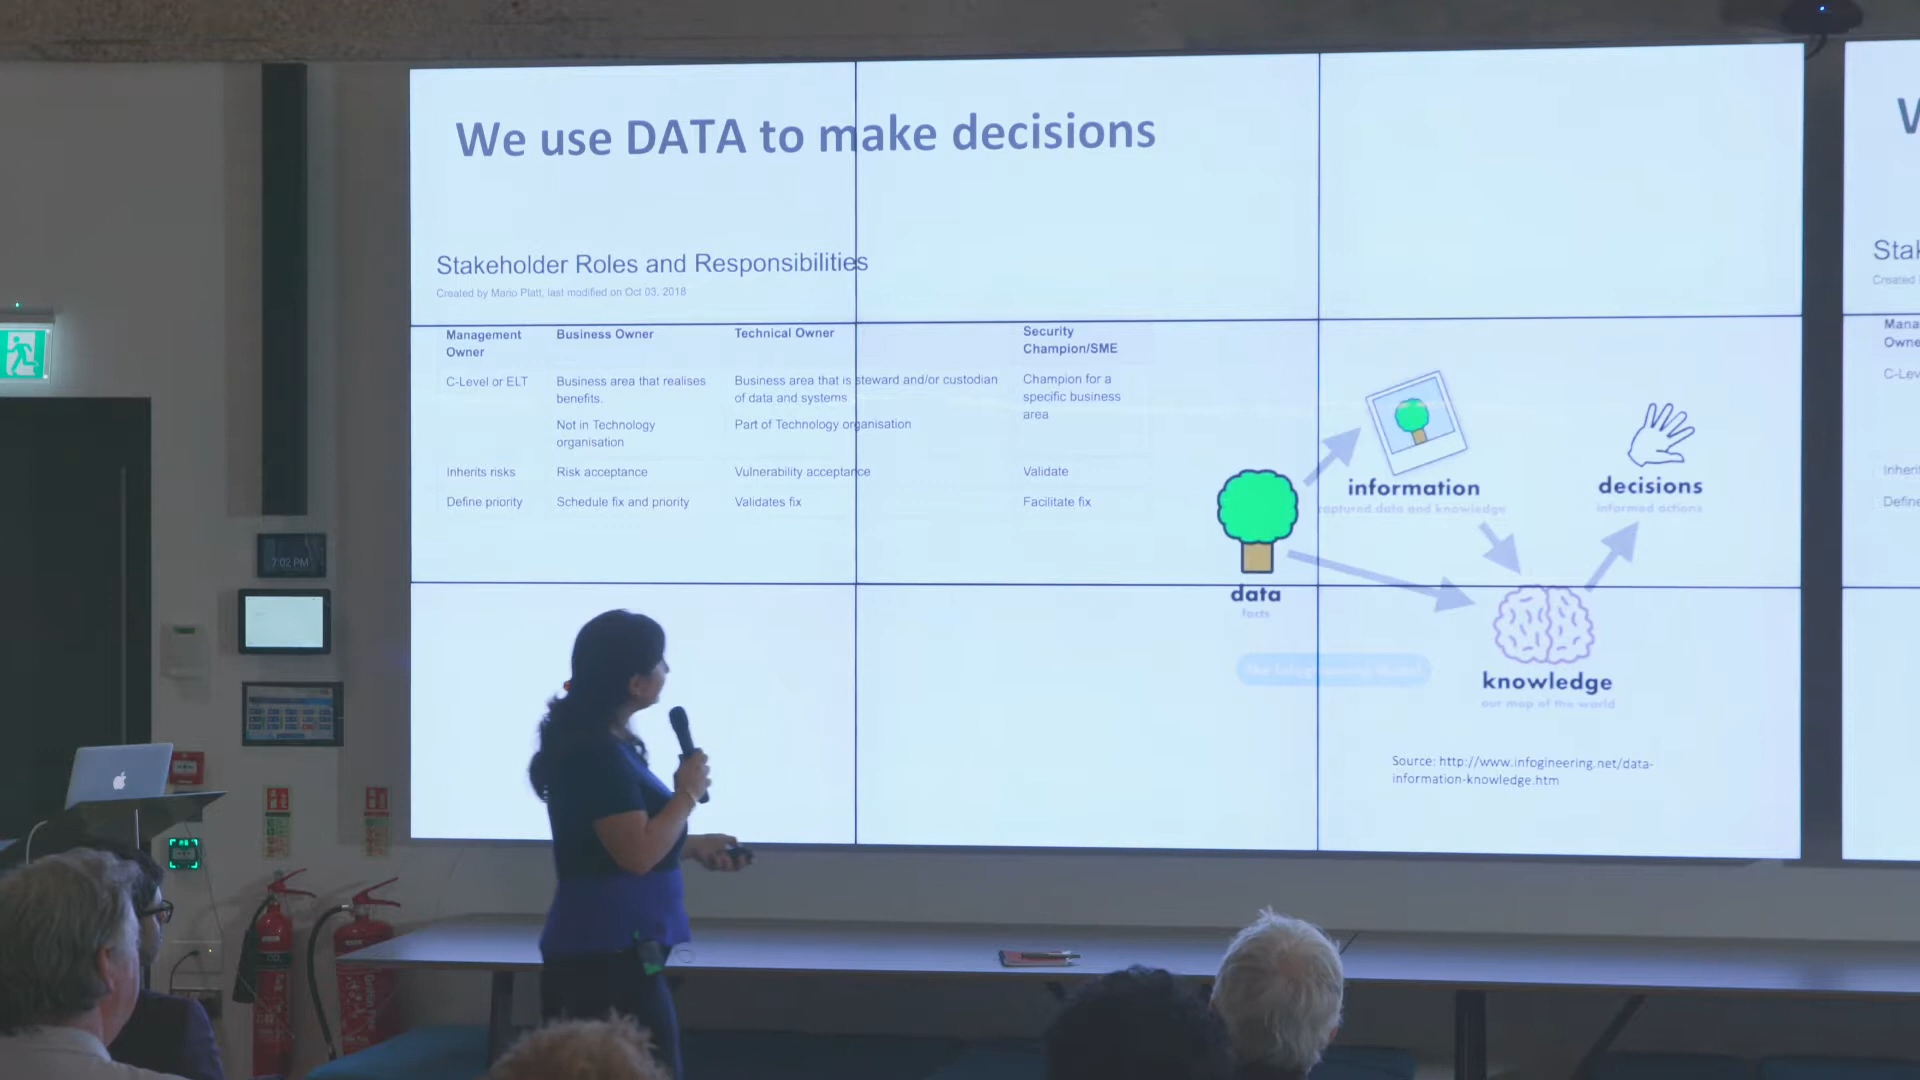 We use DATA to make decisions
Stakeholder Roles and Responsibilities
Created by Mario Platt, last modified on Oct 03, 2018
Management Owner
Business Owner
Technical Owner
Security Champion/SME
C-Level or ELT
Business area that realises
benefits.
Not in Technology
organisation
Business area that is steward and/or custodian
of data and systems
Part of Technology organisation
Champion for a
specific business
area
Inherits risks
Risk acceptance
Vulnerability acceptance
Validate
Define priority
Schedule fix and priority
Validates fix
Facilitate fix
information
captured data and knowledge
decisions
informed actions
data
facts
knowledge
our map of the world
Source: http://www.infogineering.net/data-
information-knowledge.htm
7:02 PM